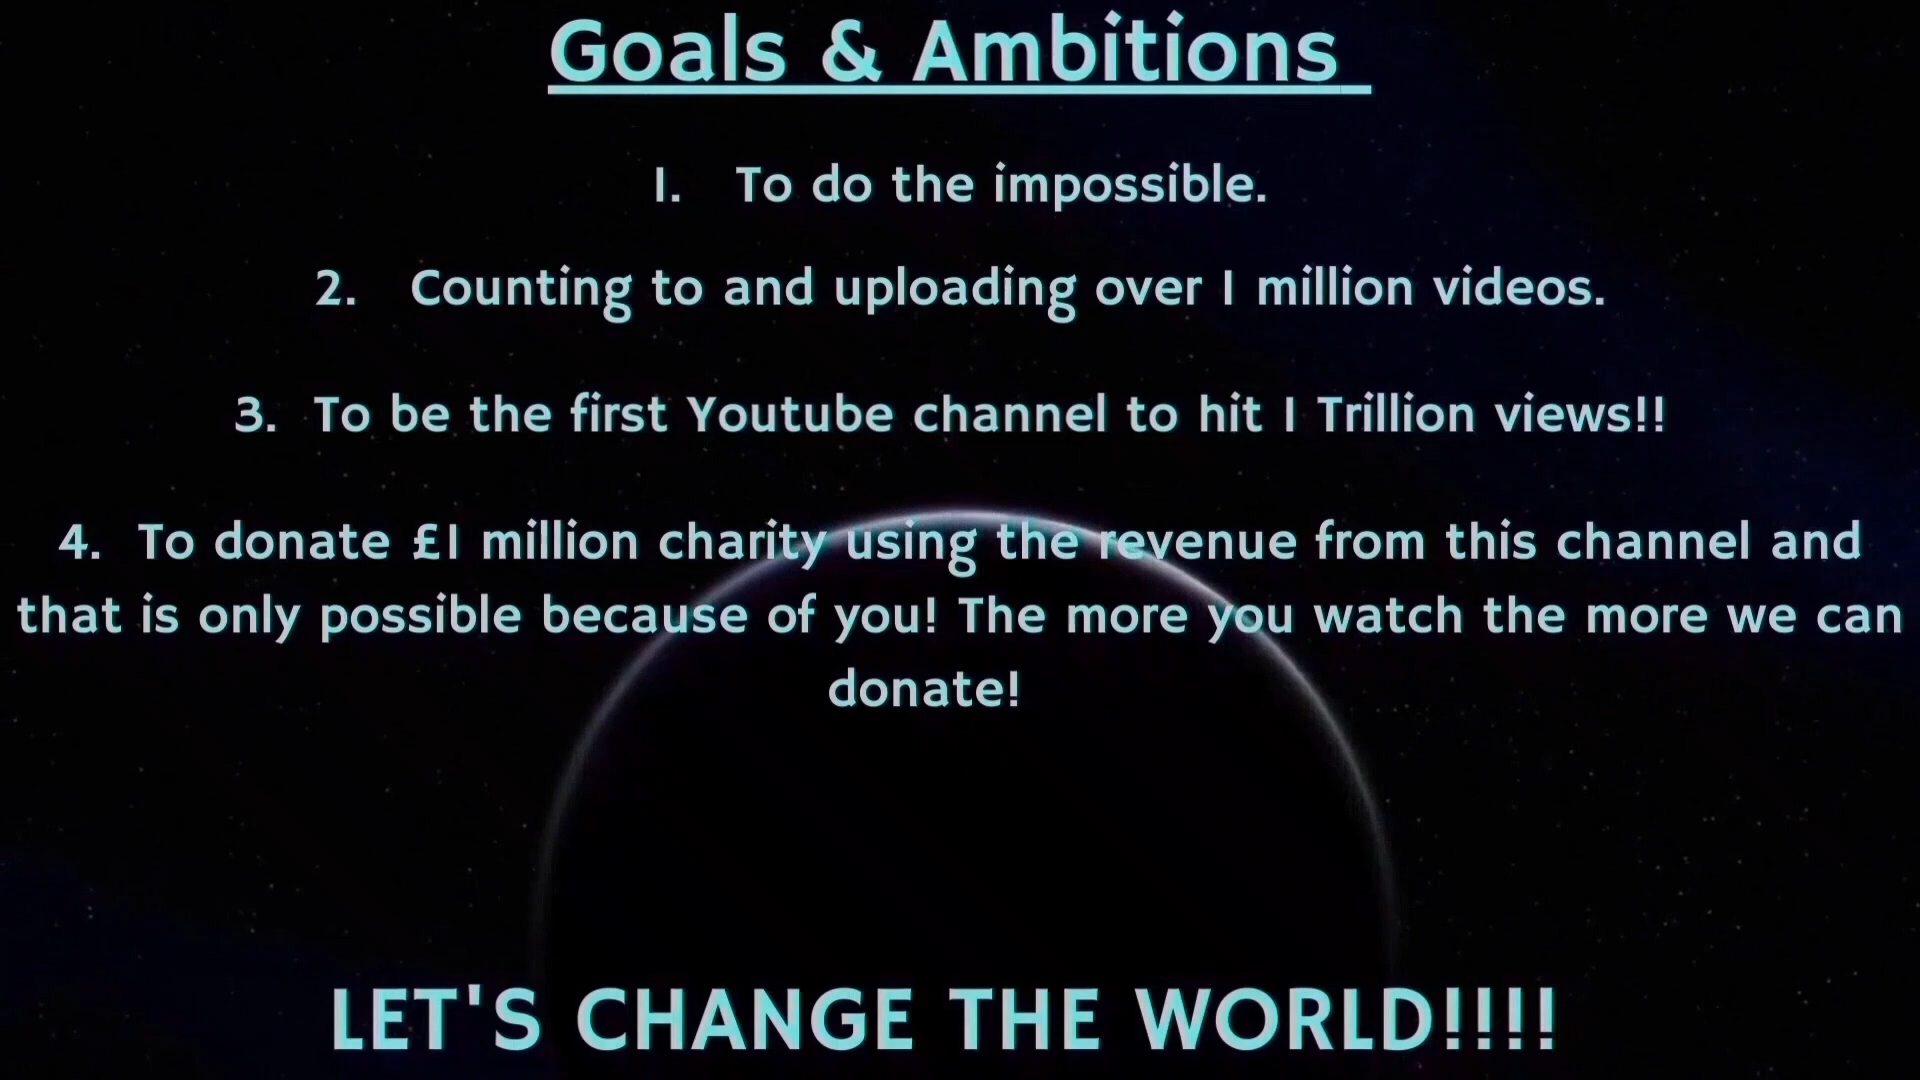 Goals & Ambitions
1. To do the impossible.
2. Counting to and uploading over 1 million videos.
3. To be the first Youtube channel to hit 1 Trillion views!!
4. To donate £1 million charity using the revenue from this channel and
that is only possible because of you! The more you watch the more we can
donate!
LET'S CHANGE THE WORLD!!!!